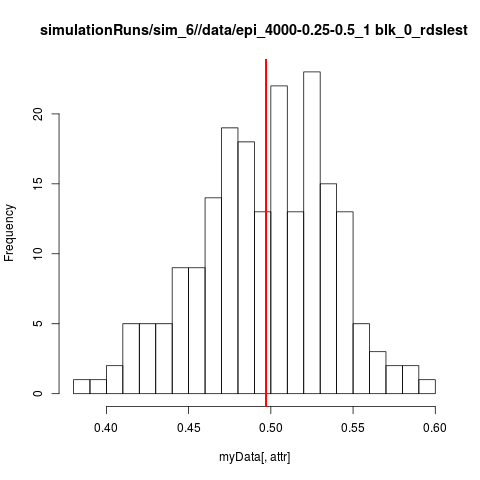 simulationRuns/sim_6//data/epi_4000-0.25-0.5_1 blk_0_rdslest
Frequency
20
15
10
5
0
0.40 0.45 0.50 0.55 0.60
myData[, attr]